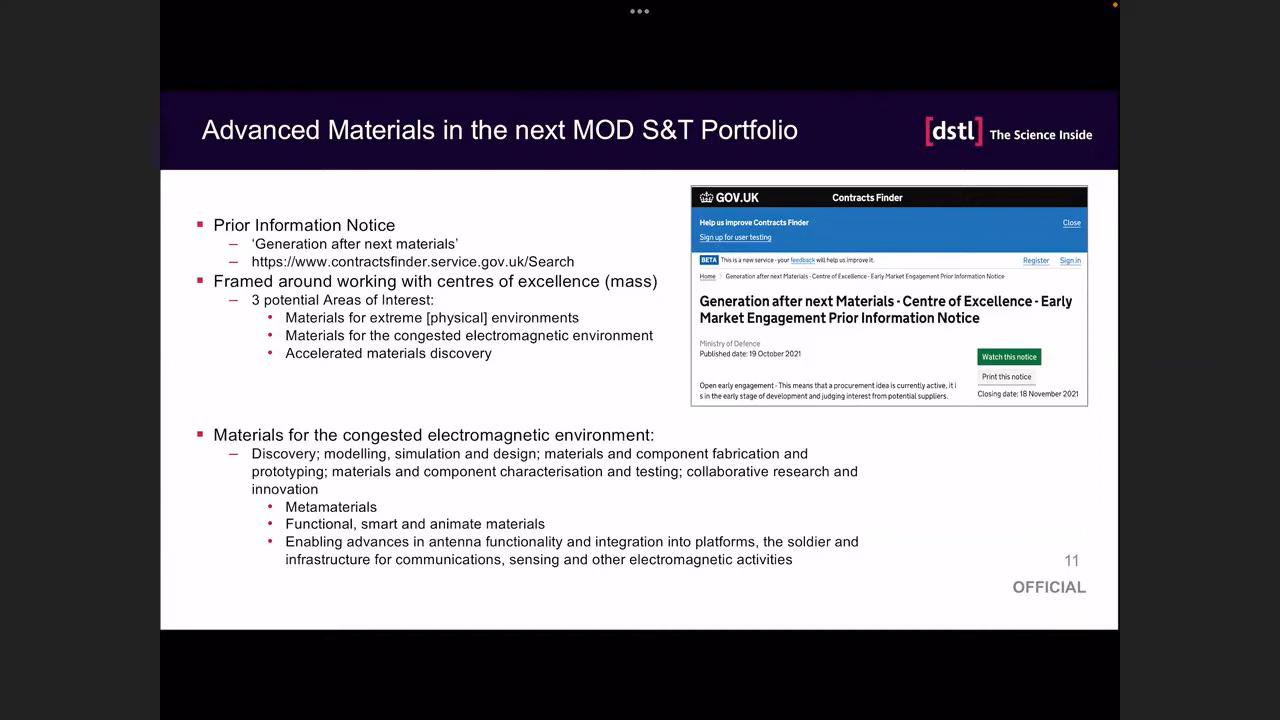 Advanced Materials in the next MOD S&T Portfolio
[dstl] The Science Inside
Prior Information Notice
– 'Generation after next materials'
– https://www.contractsfinder.service.gov.uk/Search
Framed around working with centres of excellence (mass)
– 3 potential Areas of Interest:
• Materials for extreme [physical] environments
• Materials for the congested electromagnetic environment
• Accelerated materials discovery
GOV.UK
Contracts Finder
Help us improve Contracts Finder
Close
Sign up for user testing
BETA This is a new service - your feedback will help us improve it.
Register Sign in
Home > Generation after next Materials - Centre of Excellence - Early Market Engagement Prior Information Notice
Generation after next Materials - Centre of Excellence - Early
Market Engagement Prior Information Notice
Ministry of Defence
Published date: 19 October 2021
Watch this notice
Print this notice
Open early engagement - This means that a procurement idea is currently active, it i
s in the early stage of development and judging interest from potential suppliers.
Closing date: 18 November 2021
Materials for the congested electromagnetic environment:
– Discovery; modelling, simulation and design; materials and component fabrication and
prototyping; materials and component characterisation and testing; collaborative research and
innovation
• Metamaterials
• Functional, smart and animate materials
• Enabling advances in antenna functionality and integration into platforms, the soldier and
infrastructure for communications, sensing and other electromagnetic activities
11
OFFICIAL